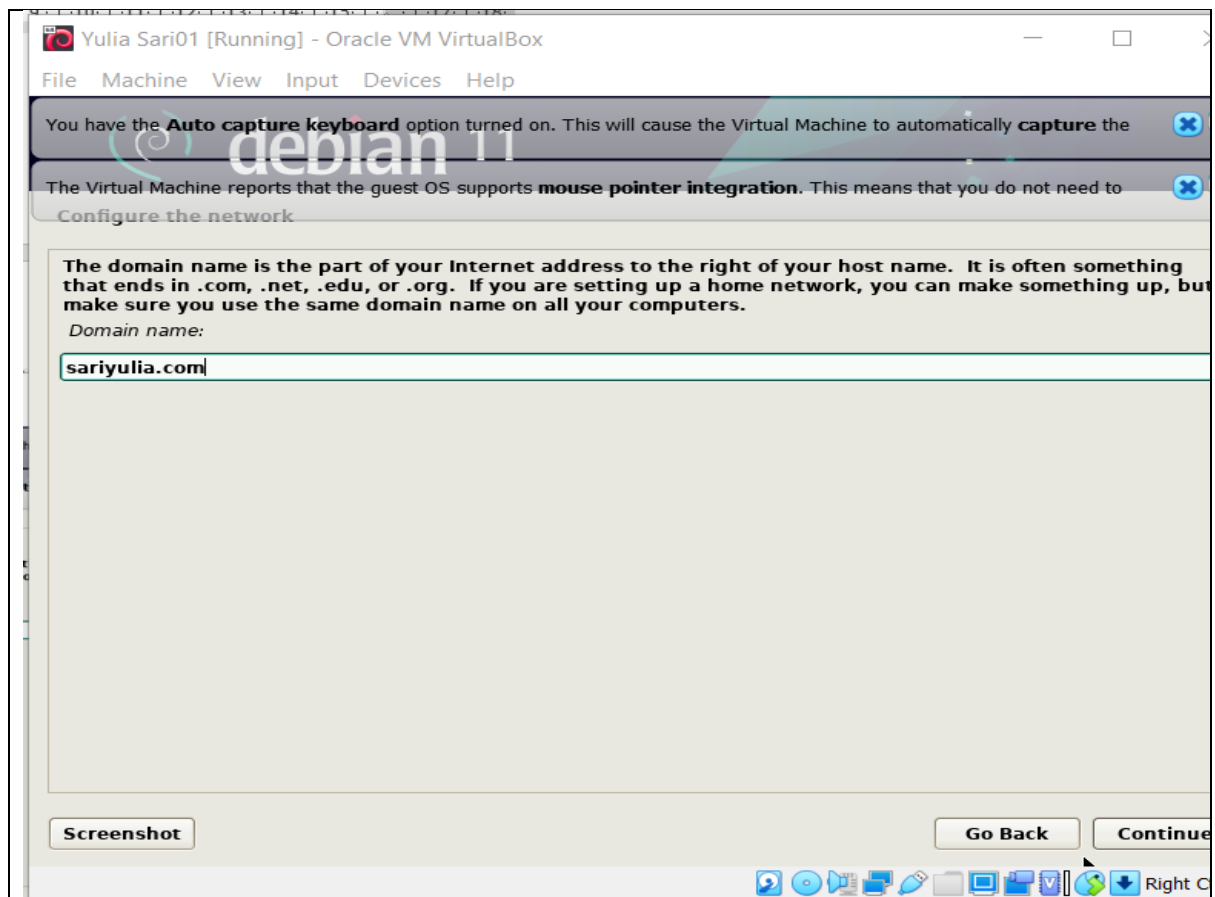 Yulia Sari01 [Running] - Oracle VM VirtualBox
File Machine View Input Devices Help
You have the Auto capture keyboard option turned on. This will cause the Virtual Machine to automatically capture the
debian 11
The Virtual Machine reports that the guest OS supports mouse pointer integration. This means that you do not need to
Configure the network
The domain name is the part of your Internet address to the right of your host name. It is often something
that ends in .com, .net, .edu, or .org. If you are setting up a home network, you can make something up, but
make sure you use the same domain name on all your computers.
Domain name:
sariyulia.com
Screenshot
Go Back
Continue
Right C